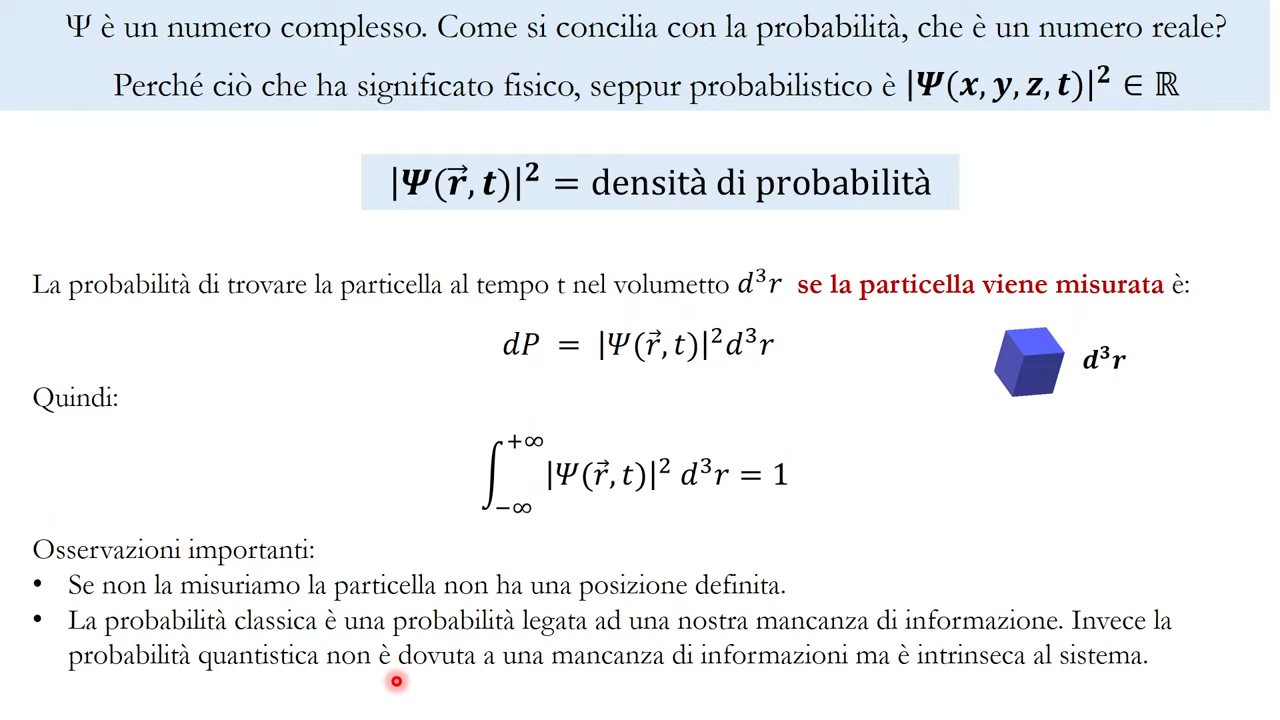 Ψ è un numero complesso. Come si concilia con la probabilità, che è un numero reale?
Perché ciò che ha significato fisico, seppur probabilistico è |Ψ(x, y, z, t)|² ∈ ℝ
|Ψ(r⃗, t)|² = densità di probabilità
La probabilità di trovare la particella al tempo t nel volumetto d³r se la particella viene misurata è:
dP = |Ψ(r⃗, t)|²d³r
d³r
Quindi:
∫₋∞⁺∞ |Ψ(r⃗, t)|² d³r = 1
Osservazioni importanti:
• Se non la misuriamo la particella non ha una posizione definita.
• La probabilità classica è una probabilità legata ad una nostra mancanza di informazione. Invece la
probabilità quantistica non è dovuta a una mancanza di informazioni ma è intrinseca al sistema.